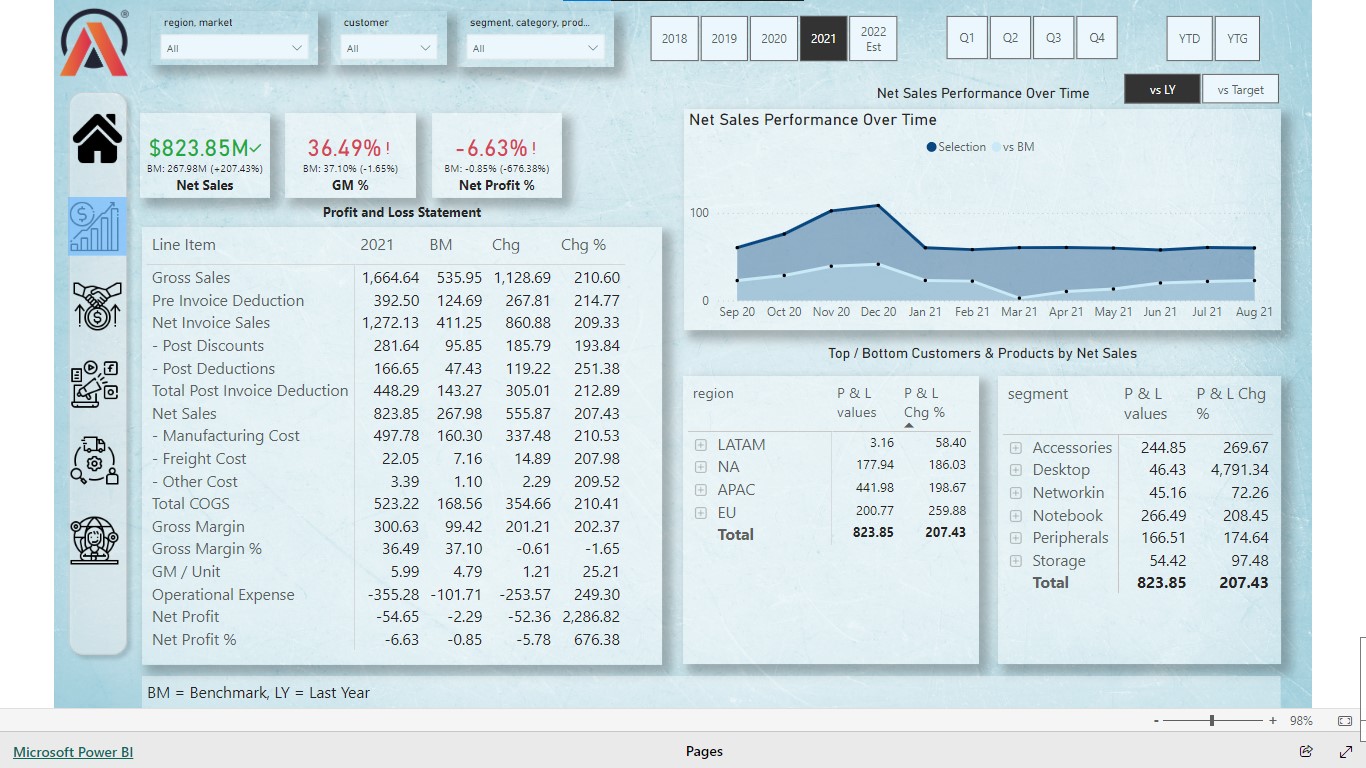 region, market
customer
segment, category, prod...
All
All
All
2018 2019 2020 2021 2022 Est
Q1 Q2 Q3 Q4
YTD YTG
Net Sales Performance Over Time
vs LY vs Target
$823.85M
BM: 267.98M (+207.43%)
Net Sales
36.49% !
BM: 37.10% (-1.65%)
GM %
-6.63% !
BM: -0.85% (-676.38%)
Net Profit %
Profit and Loss Statement
Line Item 2021 BM Chg Chg %
Gross Sales 1,664.64 535.95 1,128.69 210.60
Pre Invoice Deduction 392.50 124.69 267.81 214.77
Net Invoice Sales 1,272.13 411.25 860.88 209.33
- Post Discounts 281.64 95.85 185.79 193.84
- Post Deductions 166.65 47.43 119.22 251.38
Total Post Invoice Deduction 448.29 143.27 305.01 212.89
Net Sales 823.85 267.98 555.87 207.43
- Manufacturing Cost 497.78 160.30 337.48 210.53
- Freight Cost 22.05 7.16 14.89 207.98
- Other Cost 3.39 1.10 2.29 209.52
Total COGS 523.22 168.56 354.66 210.41
Gross Margin 300.63 99.42 201.21 202.37
Gross Margin % 36.49 37.10 -0.61 -1.65
GM / Unit 5.99 4.79 1.21 25.21
Operational Expense -355.28 -101.71 -253.57 249.30
Net Profit -54.65 -2.29 -52.36 2,286.82
Net Profit % -6.63 -0.85 -5.78 676.38
Net Sales Performance Over Time
Selection vs BM
100
0
Sep 20 Oct 20 Nov 20 Dec 20 Jan 21 Feb 21 Mar 21 Apr 21 May 21 Jun 21 Jul 21 Aug 21
Top / Bottom Customers & Products by Net Sales
region P & L values P & L Chg %
LATAM 3.16 58.40
NA 177.94 186.03
APAC 441.98 198.67
EU 200.77 259.88
Total 823.85 207.43
segment P & L values P & L Chg %
Accessories 244.85 269.67
Desktop 46.43 4,791.34
Networkin 45.16 72.26
Notebook 266.49 208.45
Peripherals 166.51 174.64
Storage 54.42 97.48
Total 823.85 207.43
BM = Benchmark, LY = Last Year
- + 98%
Microsoft Power BI
Pages